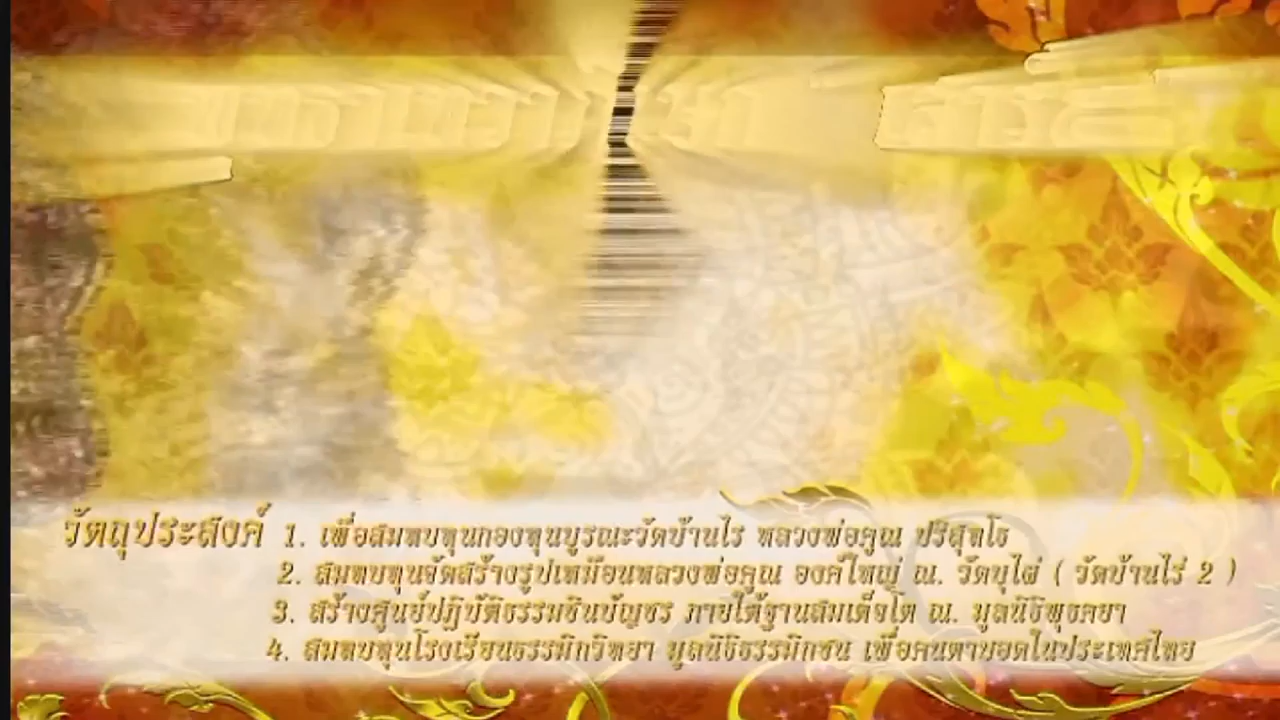 วัตถุประสงค์ 1. เพื่อสมทบทุนกองทุนบูรณะวัดบ้านไร่ หลวงพ่อคูณ ปริสุทโธ
2. สมทบทุนจัดสร้างรูปเหมือนหลวงพ่อคูณ องค์ใหญ่ ณ. วัดบุไผ่ ( วัดบ้านไร่ 2 )
3. สร้างศูนย์ปฏิบัติธรรมชินบัญชร ภายใต้ฐานสมเด็จโต ณ. มูลนิธิพุธคยา
4. สมทบทุนโรงเรียนธรรมิกวิทยา มูลนิธิธรรมิกชน เพื่อคนตาบอดในประเทศไทย